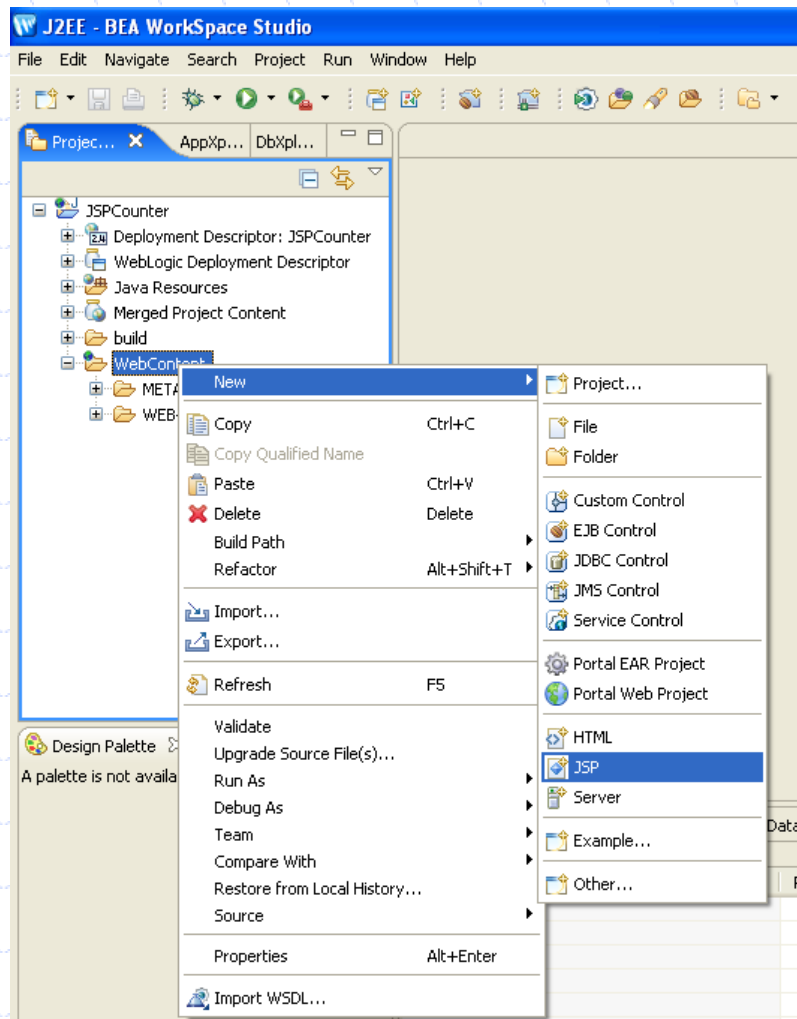 J2EE - BEA WorkSpace Studio
File Edit Navigate Search Project Run Window Help
Projec... AppXp... DbXpl...
JSPCounter
2.4 Deployment Descriptor: JSPCounter
WebLogic Deployment Descriptor
Java Resources
Merged Project Content
build
WebContent
META
WEB-
New
Copy Ctrl+C
Copy Qualified Name
Paste Ctrl+V
Delete Delete
Build Path
Refactor Alt+Shift+T
Import...
Export...
Refresh F5
Validate
Upgrade Source File(s)...
Run As
Debug As
Team
Compare With
Restore from Local History...
Source
Properties Alt+Enter
Import WSDL...
Project...
File
Folder
Custom Control
EJB Control
JDBC Control
JMS Control
Service Control
Portal EAR Project
Portal Web Project
HTML
JSP
Server
Example...
Other...
Design Palette
A palette is not availa
Data